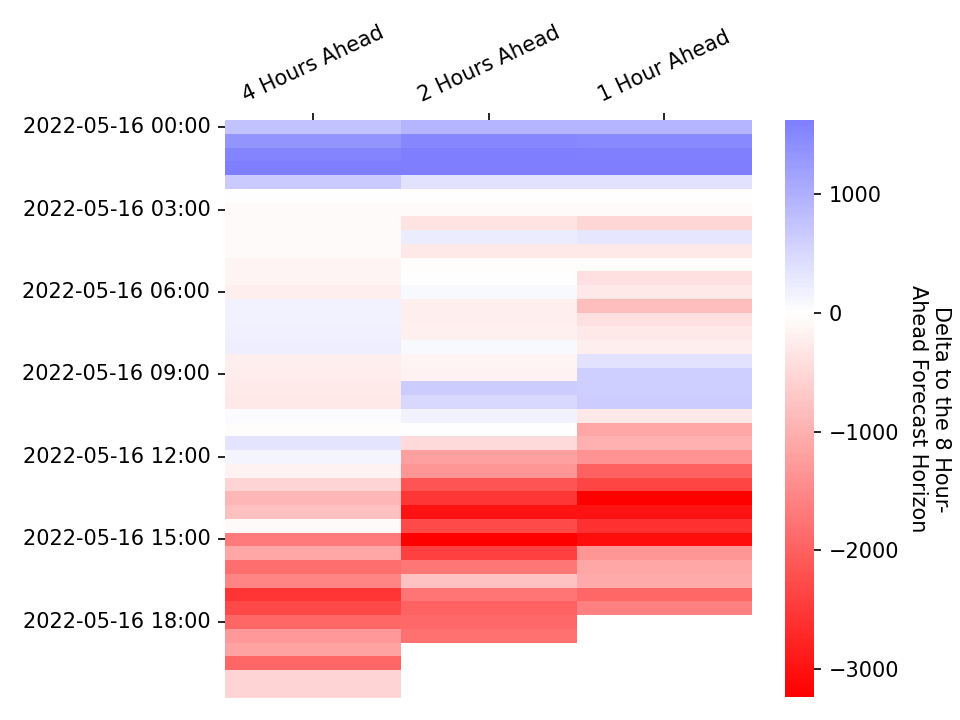 4 Hours Ahead
2 Hours Ahead
1 Hour Ahead
2022-05-16 00:00
2022-05-16 03:00
2022-05-16 06:00
2022-05-16 09:00
2022-05-16 12:00
2022-05-16 15:00
2022-05-16 18:00
1000
0
−1000
−2000
−3000
Delta to the 8 Hour-
Ahead Forecast Horizon